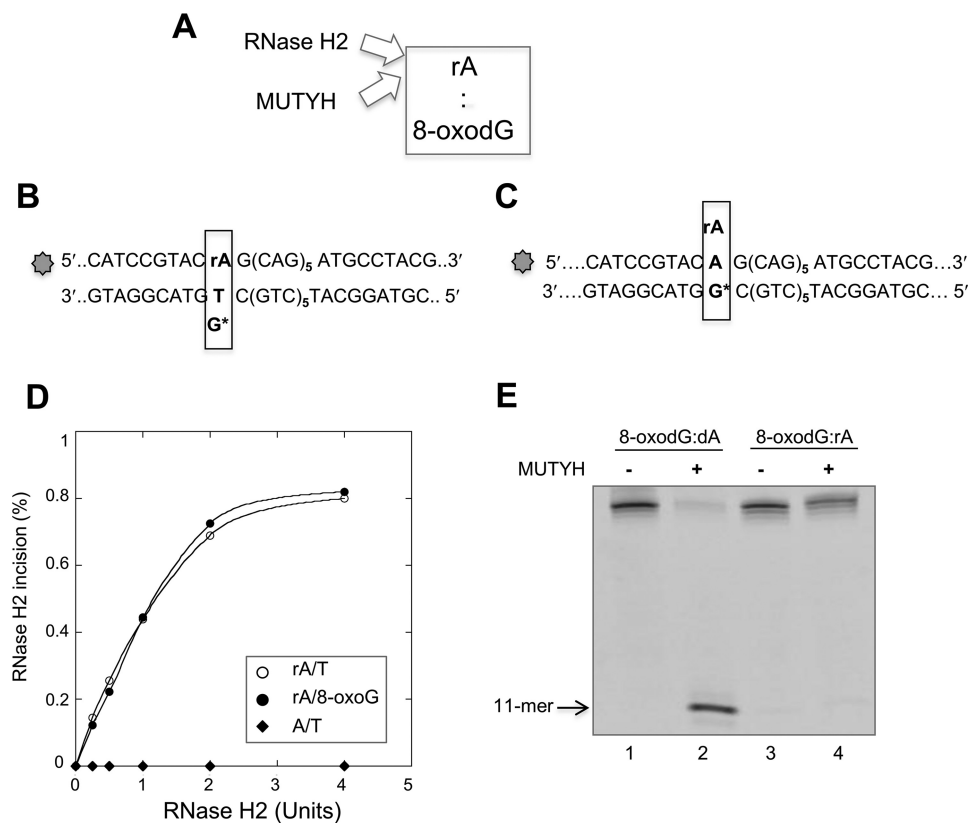 A
RNase H2
MUTYH
rA
:
8-oxodG
B
5′..CATCCGTAC rA G(CAG)5 ATGCCTACG..3′
3′..GTAGGCATG T C(GTC)5TACGGATGC.. 5′
G*
C
rA
5′....CATCCGTAC A G(CAG)5 ATGCCTACG...3′
3′....GTAGGCATG G* C(GTC)5TACGGATGC... 5′
D
RNase H2 incision (%)
1
0.8
0.6
0.4
0.2
0
rA/T
rA/8-oxoG
A/T
0 1 2 3 4 5
RNase H2 (Units)
E
8-oxodG:dA 8-oxodG:rA
MUTYH - + - +
11-mer
1 2 3 4